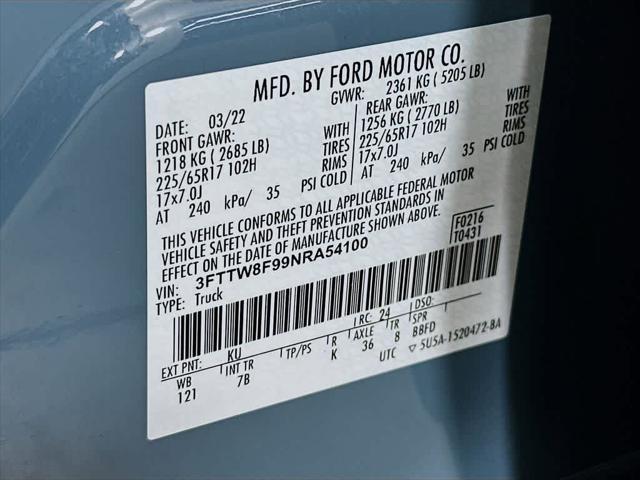 MFD. BY FORD MOTOR CO.
DATE: 03/22 GVWR: 2361 KG ( 5205 LB)
FRONT GAWR: REAR GAWR:
1218 KG ( 2685 LB) WITH 1256 KG ( 2770 LB) WITH
225/65R17 102H TIRES 225/65R17 102H TIRES
17x7.0J RIMS 17x7.0J RIMS
AT 240 kPa/ 35 PSI COLD AT 240 kPa/ 35 PSI COLD
THIS VEHICLE CONFORMS TO ALL APPLICABLE FEDERAL MOTOR
VEHICLE SAFETY AND THEFT PREVENTION STANDARDS IN
EFFECT ON THE DATE OF MANUFACTURE SHOWN ABOVE.
VIN: 3FTTW8F99NRA54100 F0216
TYPE: Truck T0431
EXT PNT: KU RC: 24 DSO:
WB INT TR TP/PS R AXLE TR SPR
121 7B K 36 8 BBFD
UTC ▽ 5U5A-1520472-BA